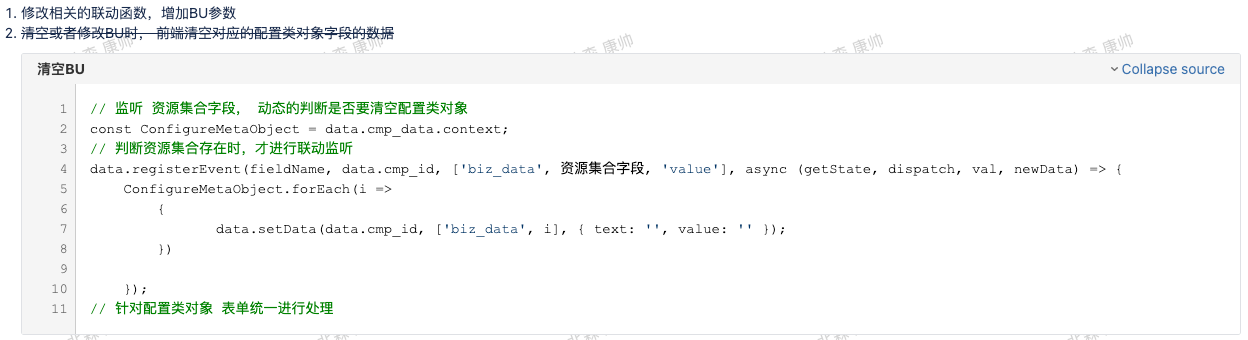 1. 修改相关的联动函数，增加BU参数
2. 清空或者修改BU时， 前端清空对应的配置类对象字段的数据
清空BU
Collapse source
1 // 监听 资源集合字段， 动态的判断是否要清空配置类对象
2 const ConfigureMetaObject = data.cmp_data.context;
3 // 判断资源集合存在时，才进行联动监听
4 data.registerEvent(fieldName, data.cmp_id, ['biz_data', 资源集合字段, 'value'], async (getState, dispatch, val, newData) => {
5 ConfigureMetaObject.forEach(i =>
6 {
7 data.setData(data.cmp_id, ['biz_data', i], { text: '', value: '' });
8 })
9
10 });
11 // 针对配置类对象 表单统一进行处理